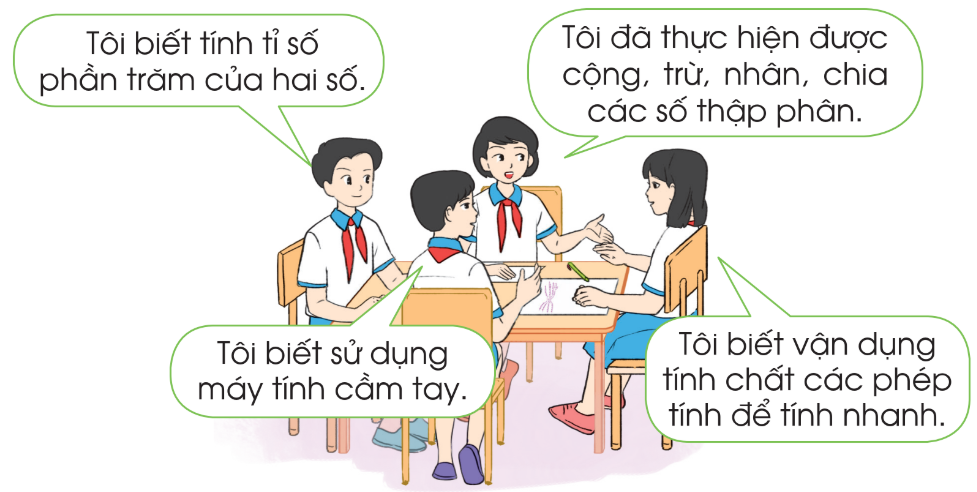 Tôi biết tính tỉ số
phần trăm của hai số.
Tôi đã thực hiện được
cộng, trừ, nhân, chia
các số thập phân.
Tôi biết sử dụng
máy tính cầm tay.
Tôi biết vận dụng
tính chất các phép
tính để tính nhanh.